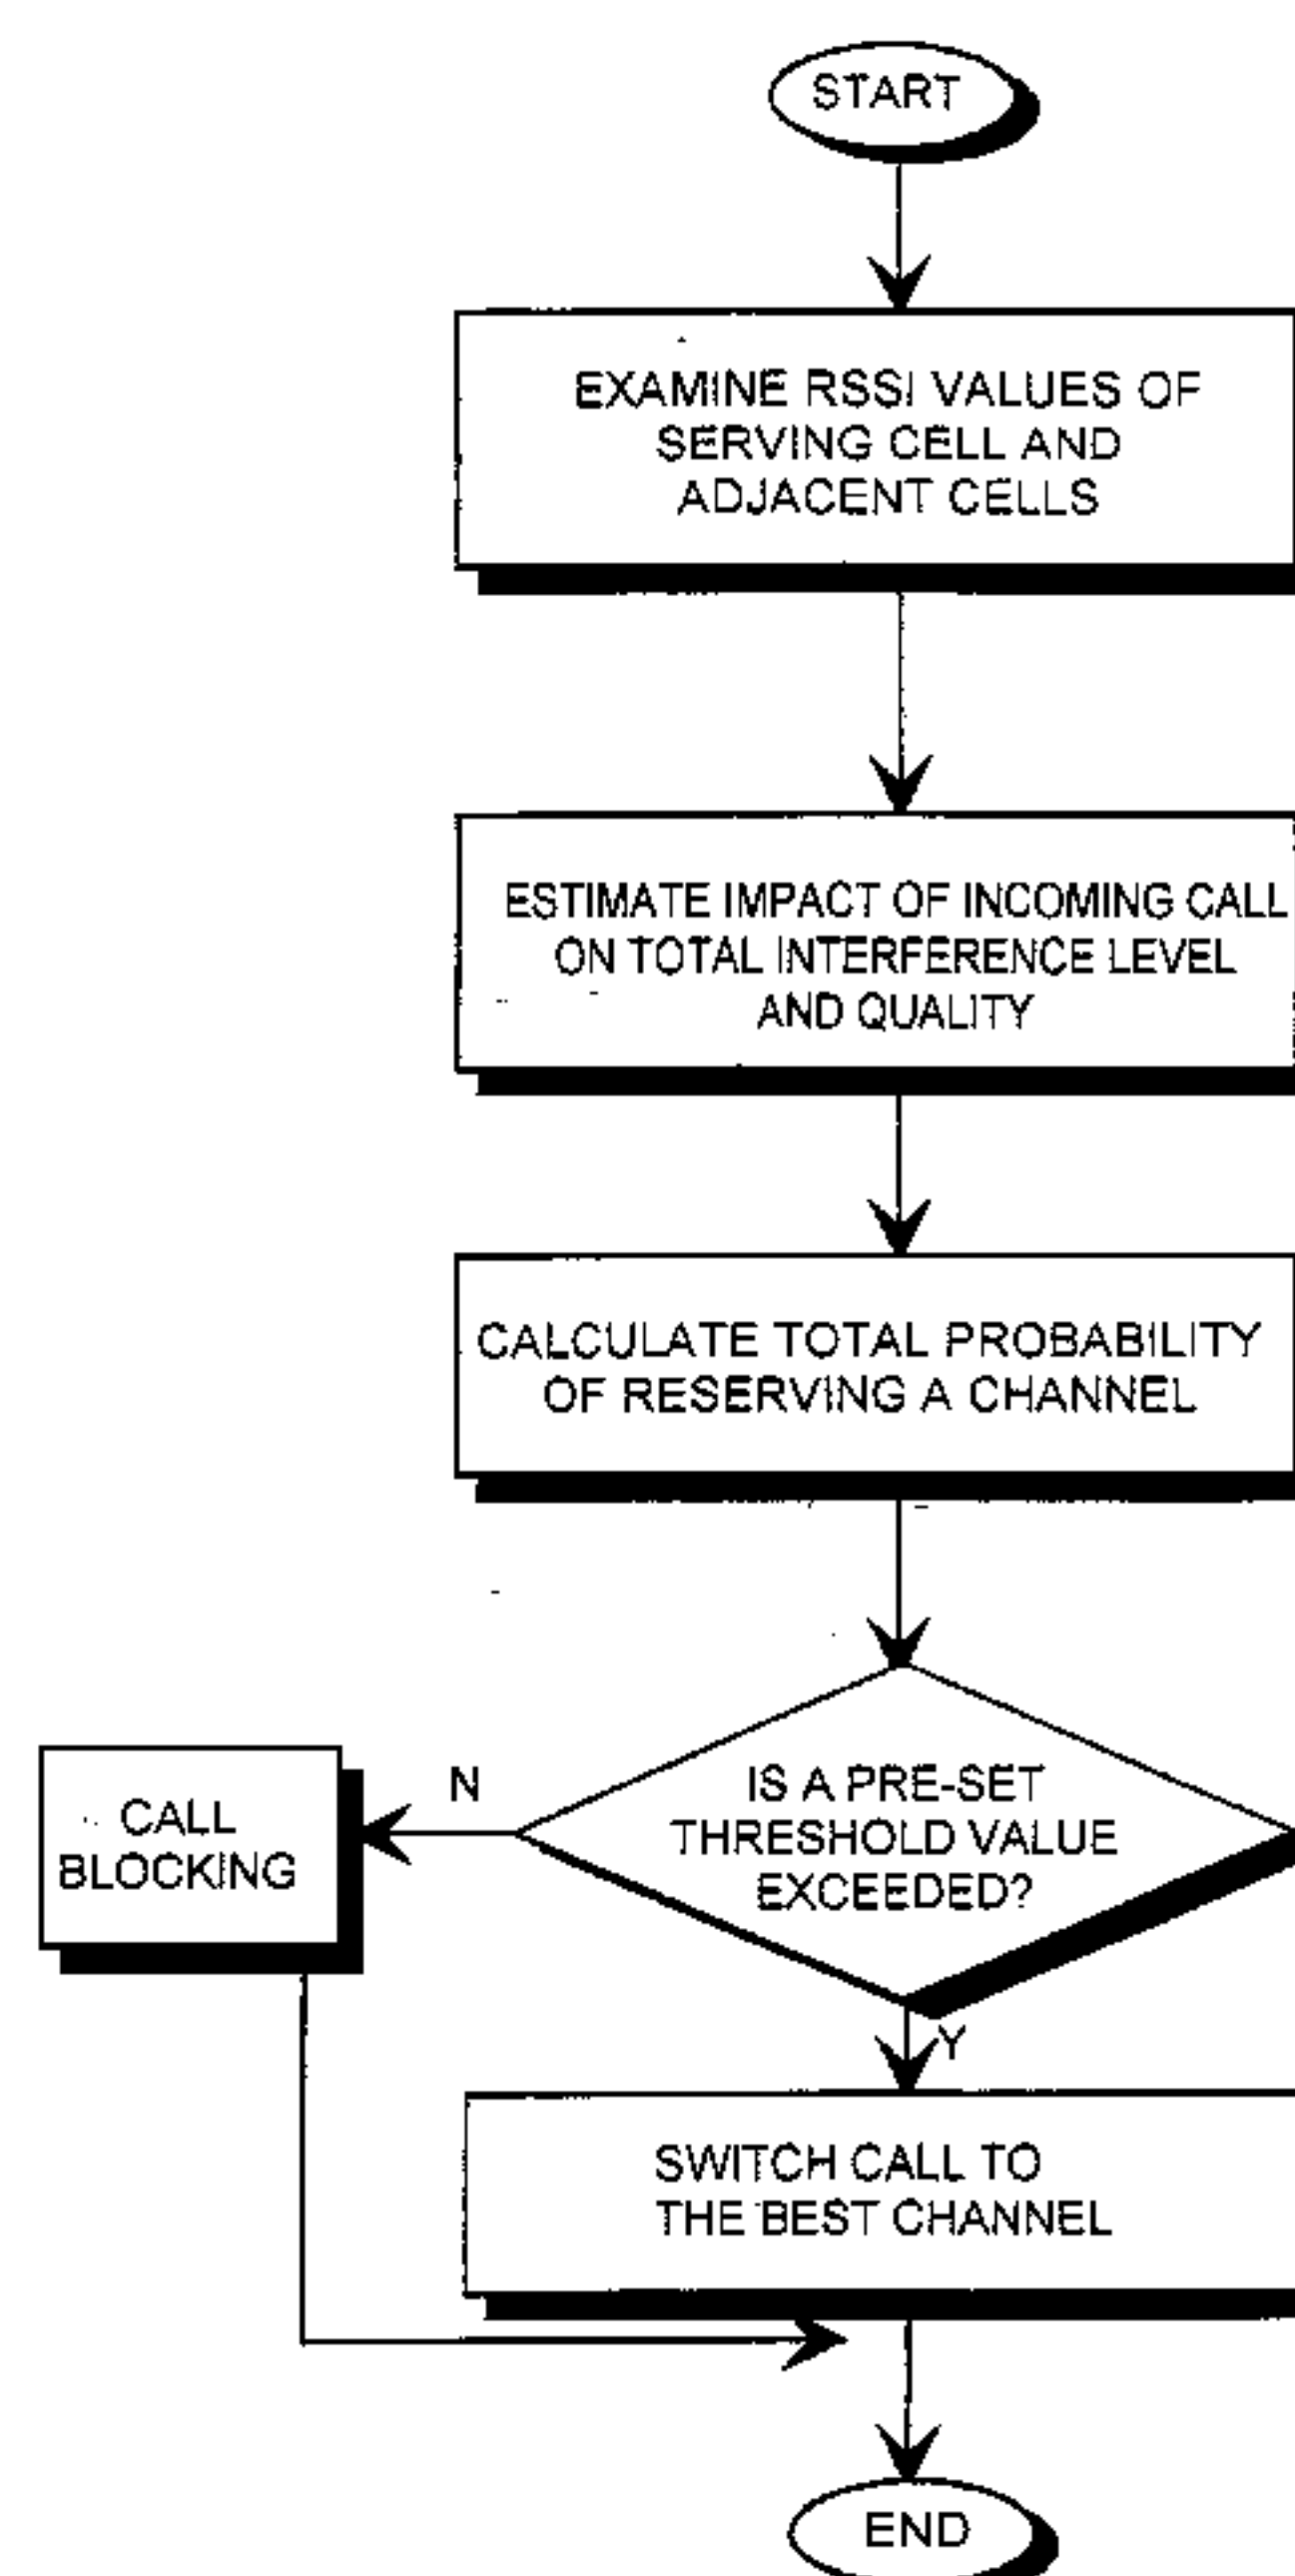 START
EXAMINE RSSI VALUES OF
SERVING CELL AND
ADJACENT CELLS
ESTIMATE IMPACT OF INCOMING CALL
ON TOTAL INTERFERENCE LEVEL
AND QUALITY
CALCULATE TOTAL PROBABILITY
OF RESERVING A CHANNEL
IS A PRE-SET
THRESHOLD VALUE
EXCEEDED?
N
CALL
BLOCKING
Y
SWITCH CALL TO
THE BEST CHANNEL
END